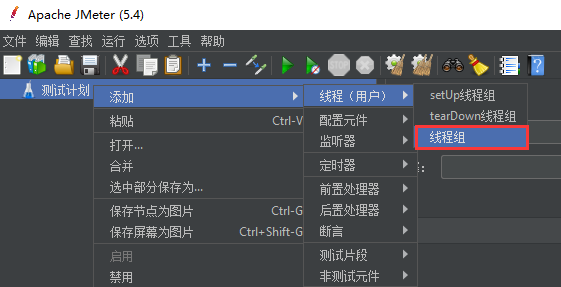 Apache JMeter (5.4)
文件 编辑 查找 运行 选项 工具 帮助
测试计划
添加
粘贴 Ctrl-V
打开...
合并
选中部分保存为...
保存节点为图片 Ctrl-G
保存屏幕为图片 Ctrl+Shift-G
启用
禁用
线程（用户）
配置元件
监听器
定时器
前置处理器
后置处理器
断言
测试片段
非测试元件
setUp线程组
tearDown线程组
线程组